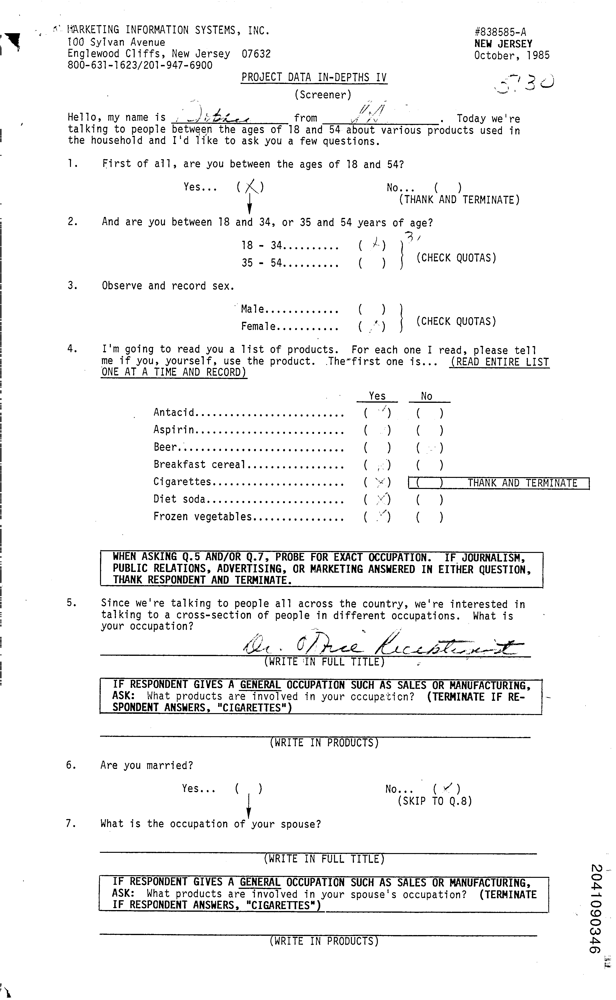 MARKETING INFORMATION SYSTEMS, INC.
100 Sylvan Avenue
Englewood Cliffs, New Jersey 07632
800-631-1623/201-947-6900
#838585-A
NEW JERSEY
October, 1985
PROJECT DATA IN-DEPTHS IV
(Screener)
5730
Hello, my name is from . Today we're
talking to people between the ages of 18 and 54 about various products used in
the household and I'd like to ask you a few questions.
1. First of all, are you between the ages of 18 and 54?
Yes... (X) No... ( )
(THANK AND TERMINATE)
2. And are you between 18 and 34, or 35 and 54 years of age?
18 - 34.......... (✓)
35 - 54.......... ( ) (CHECK QUOTAS)
3. Observe and record sex.
Male............. ( )
Female........... (✓) (CHECK QUOTAS)
4. I'm going to read you a list of products. For each one I read, please tell
me if you, yourself, use the product. The first one is... (READ ENTIRE LIST
ONE AT A TIME AND RECORD)
Yes No
Antacid.......................... (✓) ( )
Aspirin.......................... (✓) ( )
Beer............................. ( ) (✓)
Breakfast cereal................. (✓) ( )
Cigarettes....................... (✓) ( ) THANK AND TERMINATE
Diet soda........................ (✓) ( )
Frozen vegetables................ (✓) ( )
WHEN ASKING Q.5 AND/OR Q.7, PROBE FOR EXACT OCCUPATION. IF JOURNALISM,
PUBLIC RELATIONS, ADVERTISING, OR MARKETING ANSWERED IN EITHER QUESTION,
THANK RESPONDENT AND TERMINATE.
5. Since we're talking to people all across the country, we're interested in
talking to a cross-section of people in different occupations. What is
your occupation?
Dr. Office Receptionist
(WRITE IN FULL TITLE)
IF RESPONDENT GIVES A GENERAL OCCUPATION SUCH AS SALES OR MANUFACTURING,
ASK: What products are involved in your occupation? (TERMINATE IF RE-
SPONDENT ANSWERS, "CIGARETTES")
(WRITE IN PRODUCTS)
6. Are you married?
Yes... ( ) No... (✓)
(SKIP TO Q.8)
7. What is the occupation of your spouse?
(WRITE IN FULL TITLE)
IF RESPONDENT GIVES A GENERAL OCCUPATION SUCH AS SALES OR MANUFACTURING,
ASK: What products are involved in your spouse's occupation? (TERMINATE
IF RESPONDENT ANSWERS, "CIGARETTES")
(WRITE IN PRODUCTS)
2041090346